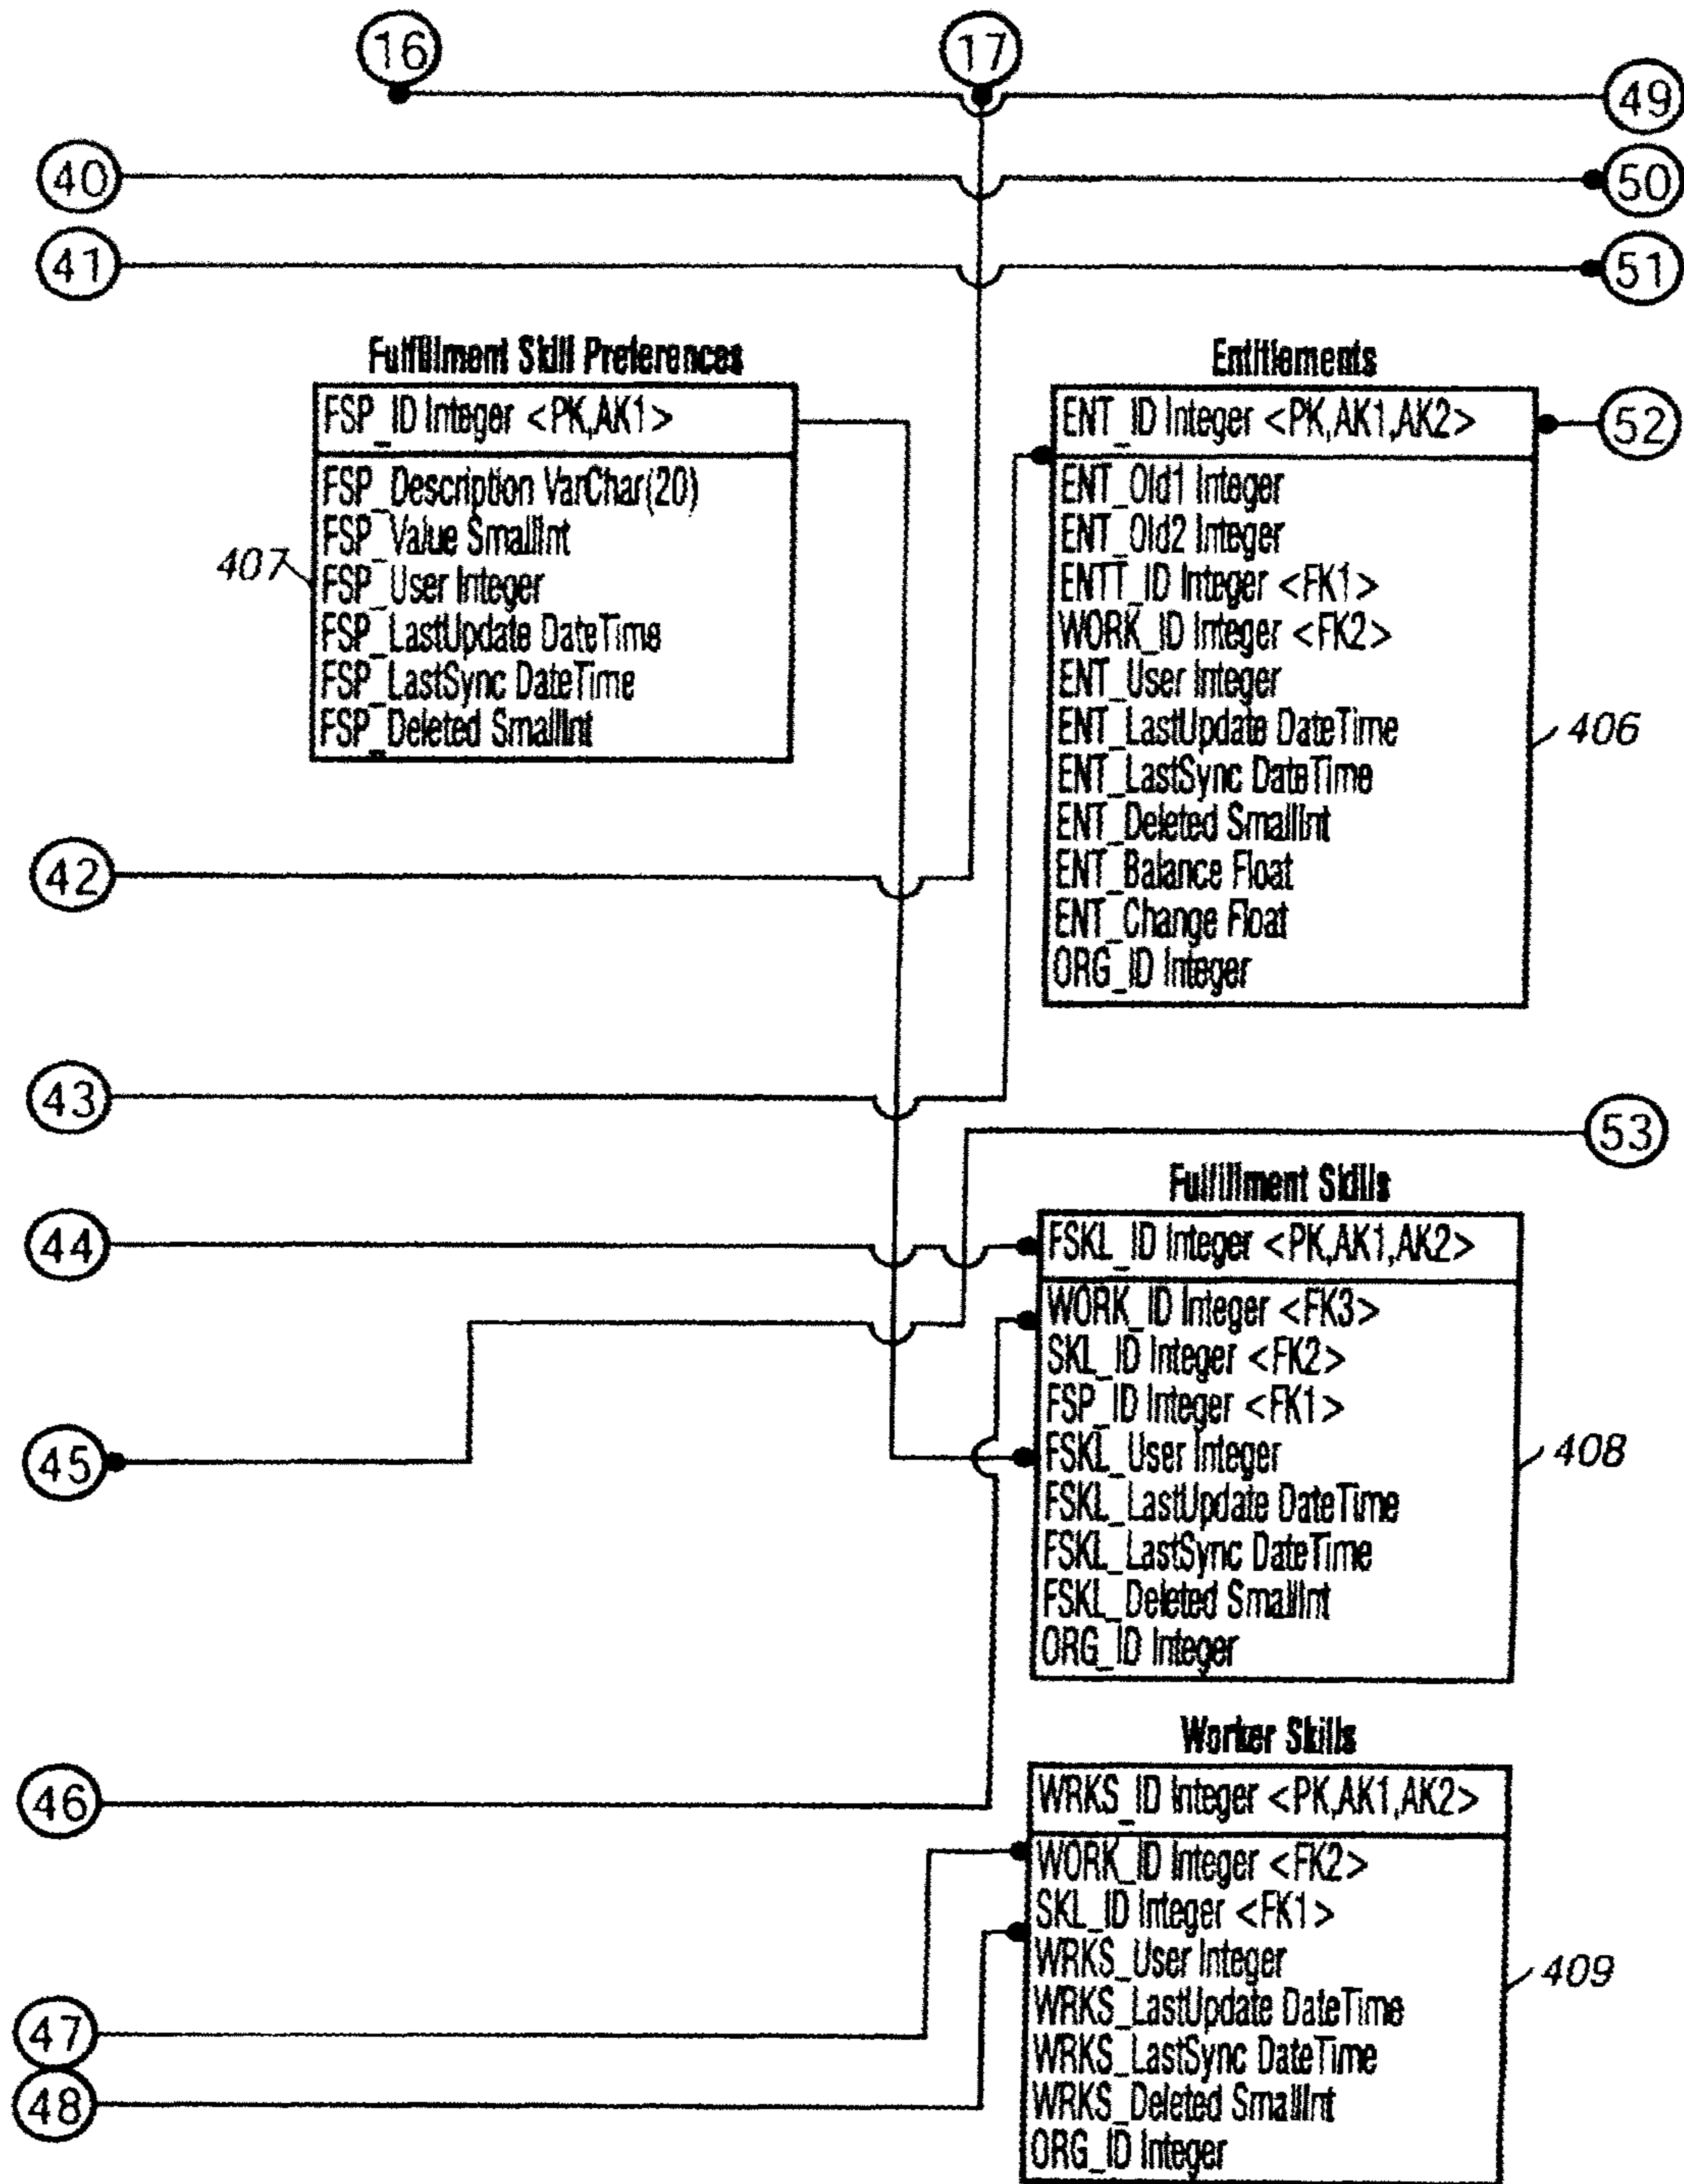 16
17
49
40
50
41
51
Fulfillment Skill Preferences
FSP_ID Integer <PK,AK1>
FSP_Description VarChar(20)
FSP_Value SmallInt
FSP_User Integer
FSP_LastUpdate DateTime
FSP_LastSync DateTime
FSP_Deleted SmallInt
407
Entitlements
ENT_ID Integer <PK,AK1,AK2>
52
ENT_Old1 Integer
ENT_Old2 Integer
ENTT_ID Integer <FK1>
WORK_ID Integer <FK2>
ENT_User Integer
ENT_LastUpdate DateTime
ENT_LastSync DateTime
ENT_Deleted SmallInt
ENT_Balance Float
ENT_Change Float
ORG_ID Integer
406
42
43
53
44
Fulfillment Skills
FSKL_ID Integer <PK,AK1,AK2>
WORK_ID Integer <FK3>
SKL_ID Integer <FK2>
FSP_ID Integer <FK1>
FSKL_User Integer
FSKL_LastUpdate DateTime
FSKL_LastSync DateTime
FSKL_Deleted SmallInt
ORG_ID Integer
408
45
46
Worker Skills
WRKS_ID Integer <PK,AK1,AK2>
WORK_ID Integer <FK2>
SKL_ID Integer <FK1>
WRKS_User Integer
WRKS_LastUpdate DateTime
WRKS_LastSync DateTime
WRKS_Deleted SmallInt
ORG_ID Integer
409
47
48